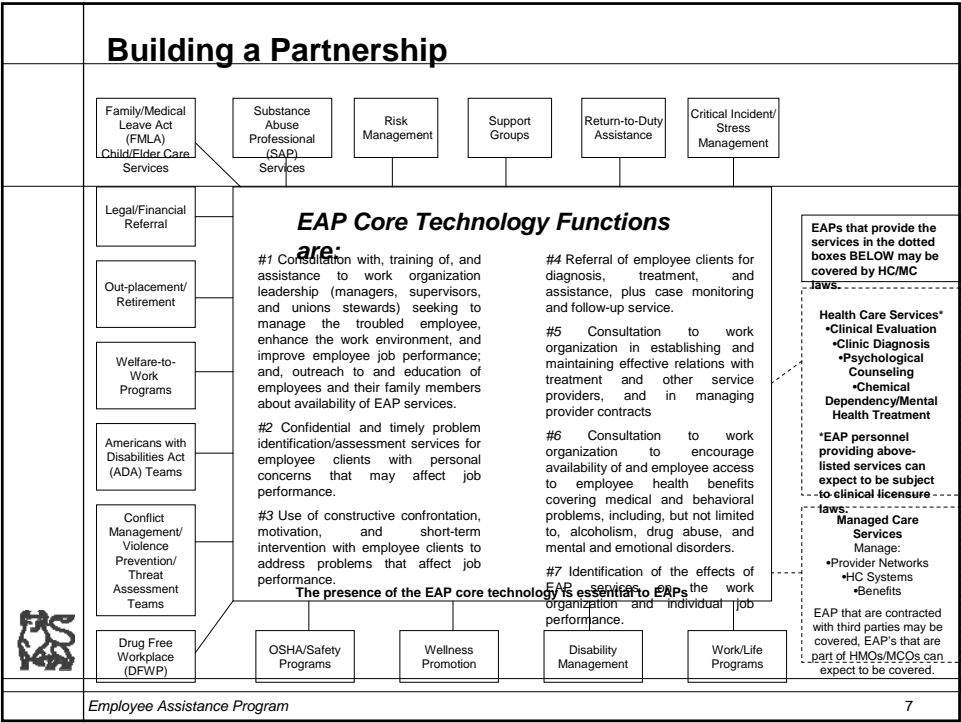 Building a Partnership
Family/Medical
Leave Act
(FMLA)
Child/Elder Care
Services
Substance
Abuse
Professional
(SAP)
Services
Risk
Management
Support
Groups
Return-to-Duty
Assistance
Critical Incident/
Stress
Management
Legal/Financial
Referral
Out-placement/
Retirement
Welfare-to-
Work
Programs
Americans with
Disabilities Act
(ADA) Teams
Conflict
Management/
Violence
Prevention/
Threat
Assessment
Teams
Drug Free
Workplace
(DFWP)
EAP Core Technology Functions
are:
#1 Consultation with, training of, and
assistance to work organization
leadership (managers, supervisors,
and unions stewards) seeking to
manage the troubled employee,
enhance the work environment, and
improve employee job performance;
and, outreach to and education of
employees and their family members
about availability of EAP services.
#2 Confidential and timely problem
identification/assessment services for
employee clients with personal
concerns that may affect job
performance.
#3 Use of constructive confrontation,
motivation, and short-term
intervention with employee clients to
address problems that affect job
performance.
#4 Referral of employee clients for
diagnosis, treatment, and
assistance, plus case monitoring
and follow-up service.
#5 Consultation to work
organization in establishing and
maintaining effective relations with
treatment and other service
providers, and in managing
provider contracts
#6 Consultation to work
organization to encourage
availability of and employee access
to employee health benefits
covering medical and behavioral
problems, including, but not limited
to, alcoholism, drug abuse, and
mental and emotional disorders.
#7 Identification of the effects of
EAP services on the work
organization and individual job
performance.
The presence of the EAP core technology is essential to EAPs
EAPs that provide the
services in the dotted
boxes BELOW may be
covered by HC/MC
laws.
Health Care Services*
•Clinical Evaluation
•Clinic Diagnosis
•Psychological
Counseling
•Chemical
Dependency/Mental
Health Treatment
*EAP personnel
providing above-
listed services can
expect to be subject
to clinical licensure
laws.
Managed Care
Services
Manage:
•Provider Networks
•HC Systems
•Benefits
EAP that are contracted
with third parties may be
covered, EAP's that are
part of HMOs/MCOs can
expect to be covered.
OSHA/Safety
Programs
Wellness
Promotion
Disability
Management
Work/Life
Programs
Employee Assistance Program
7